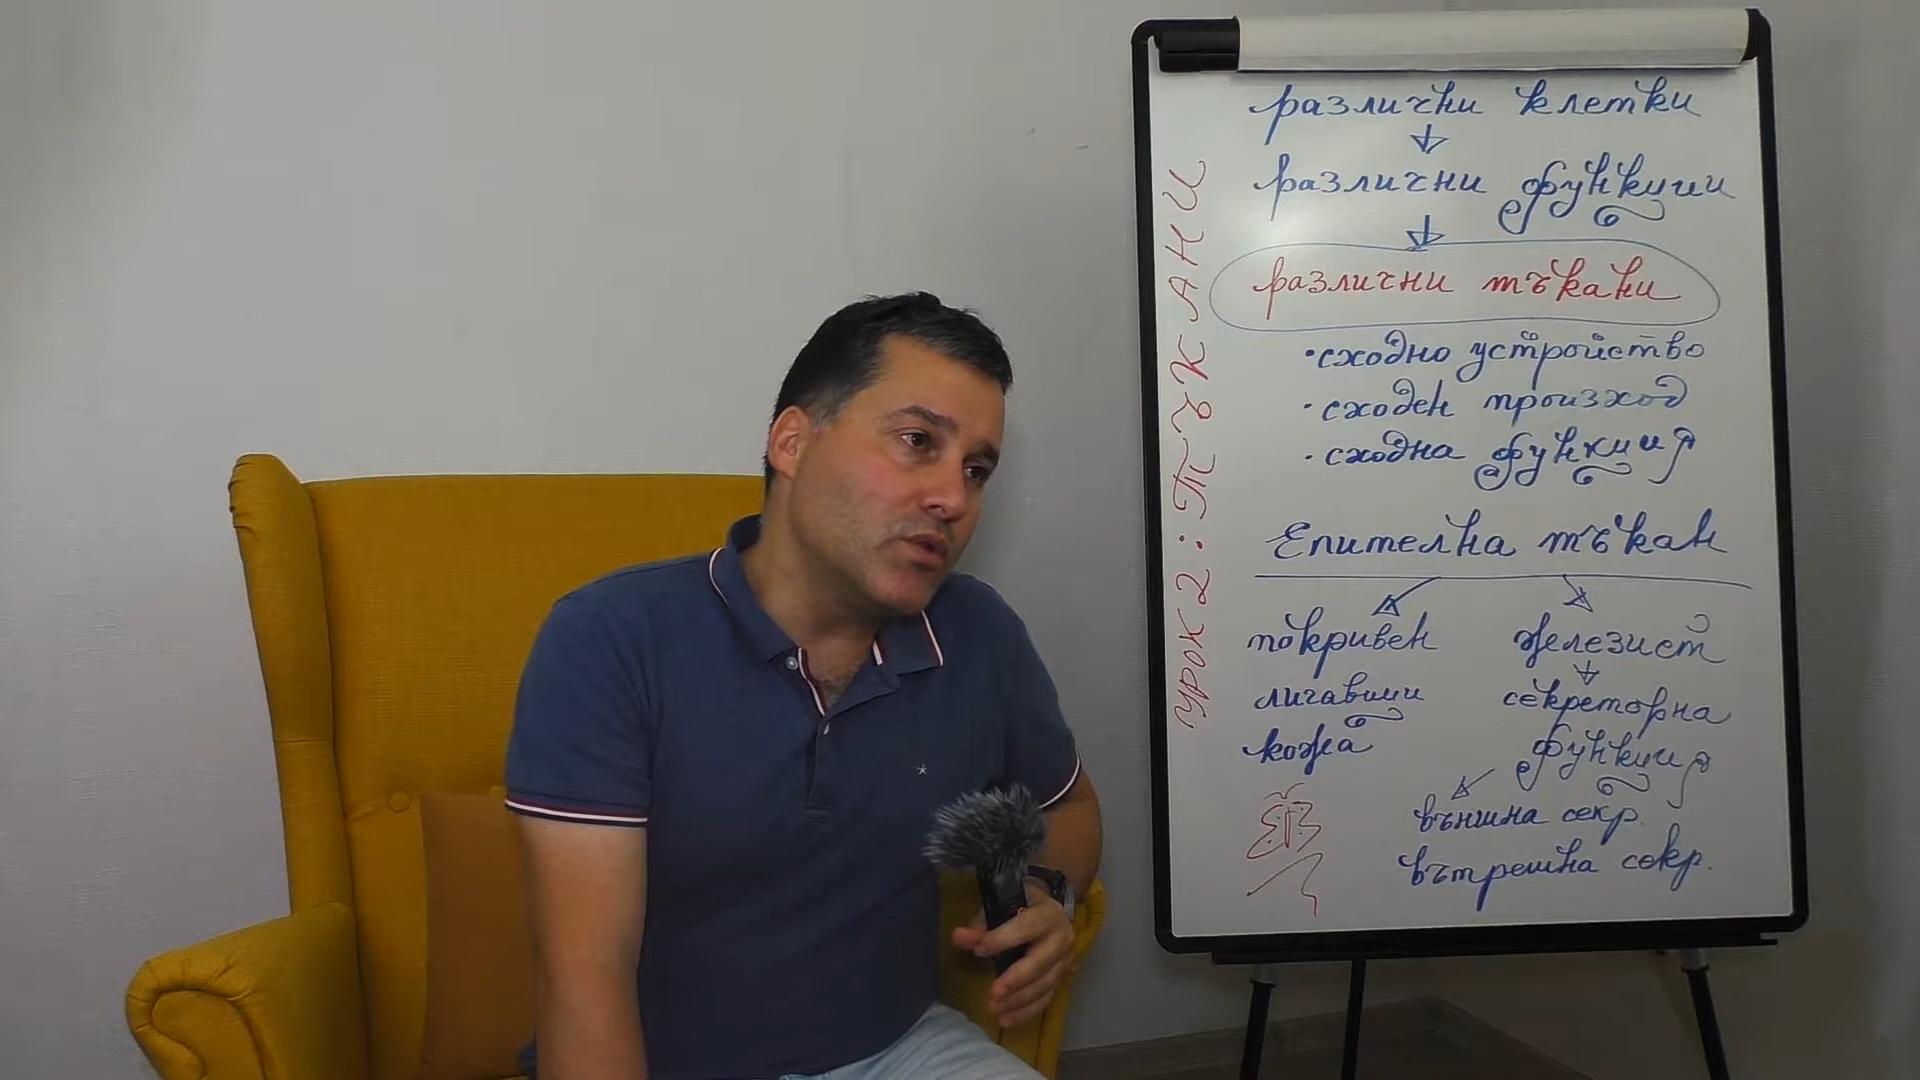 УРОК 2: ТЪКАНИ
различни клетки
различни функции
различни тъкани
• сходно устройство
• сходен произход
• сходна функция
Епителна тъкан
покривен железист
лигавици секреторна
кожа функция
външна секр.
вътрешна секр.